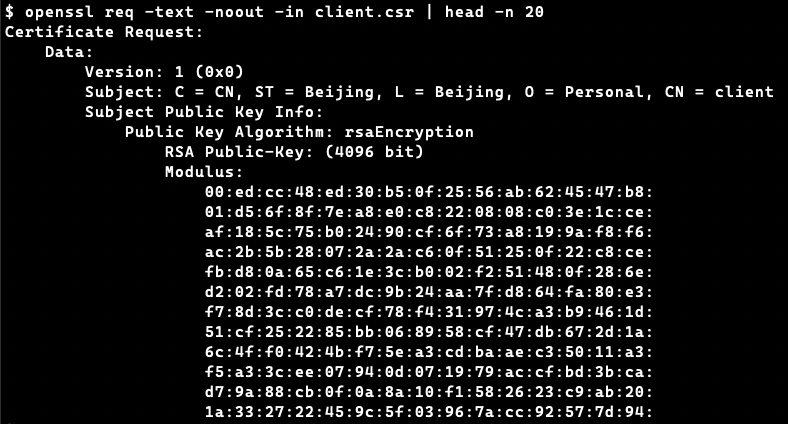 $ openssl req -text -noout -in client.csr | head -n 20
Certificate Request:
    Data:
        Version: 1 (0x0)
        Subject: C = CN, ST = Beijing, L = Beijing, O = Personal, CN = client
        Subject Public Key Info:
            Public Key Algorithm: rsaEncryption
                RSA Public-Key: (4096 bit)
                Modulus:
                    00:ed:cc:48:ed:30:b5:0f:25:56:ab:62:45:47:b8:
                    01:d5:6f:8f:7e:a8:e0:c8:22:08:08:c0:3e:1c:ce:
                    af:18:5c:75:b0:24:90:cf:6f:73:a8:19:9a:f8:f6:
                    ac:2b:5b:28:07:2a:2a:c6:0f:51:25:0f:22:c8:ce:
                    fb:d8:0a:65:c6:1e:3c:b0:02:f2:51:48:0f:28:6e:
                    d2:02:fd:78:a7:dc:9b:24:aa:7f:d8:64:fa:80:e3:
                    f7:8d:3c:c0:de:cf:78:f4:31:97:4c:a3:b9:46:1d:
                    51:cf:25:22:85:bb:06:89:58:cf:47:db:67:2d:1a:
                    6c:4f:f0:42:4b:f7:5e:a3:cd:ba:ae:c3:50:11:a3:
                    f5:a3:3c:ee:07:94:0d:07:19:79:ac:cf:bd:3b:ca:
                    d7:9a:88:cb:0f:0a:8a:10:f1:58:26:23:c9:ab:20:
                    1a:33:27:22:45:9c:5f:03:96:7a:cc:92:57:7d:94: